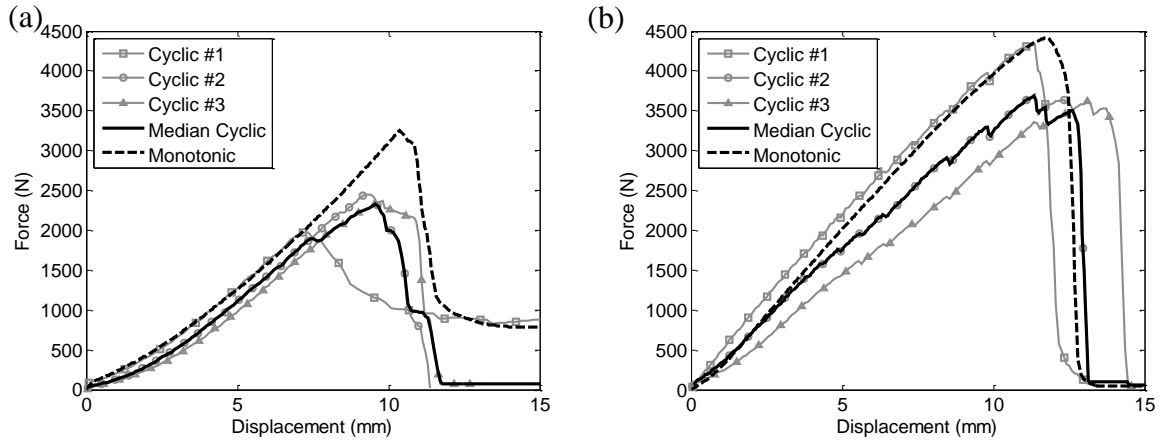 (a)
4500
4000
3500
3000
2500
2000
1500
1000
500
0
Force (N)
Cyclic #1
Cyclic #2
Cyclic #3
Median Cyclic
Monotonic
0 5 10 15
Displacement (mm)
(b)
4500
4000
3500
3000
2500
2000
1500
1000
500
0
Force (N)
Cyclic #1
Cyclic #2
Cyclic #3
Median Cyclic
Monotonic
0 5 10 15
Displacement (mm)